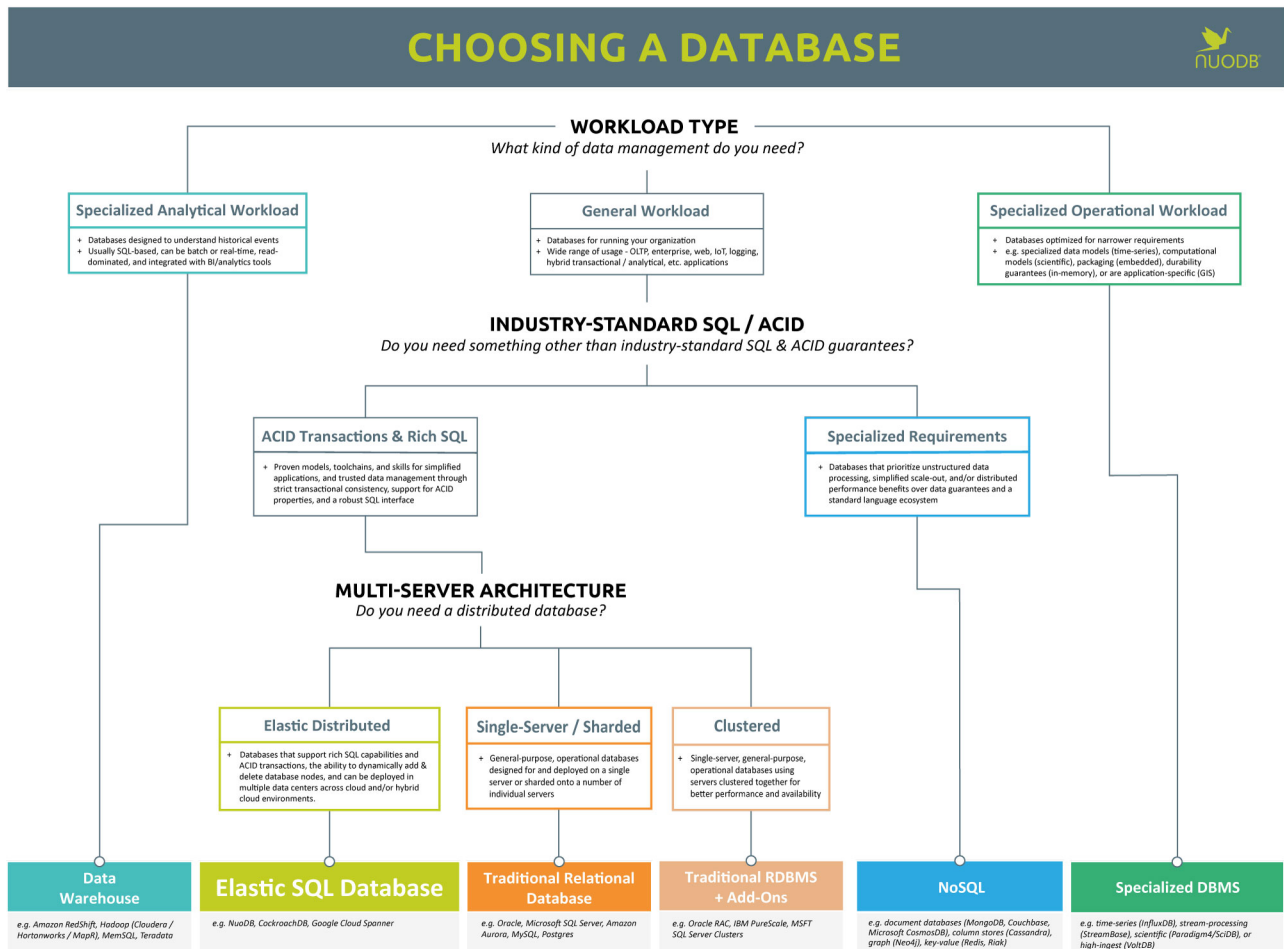 CHOOSING A DATABASE
NUODB
WORKLOAD TYPE
What kind of data management do you need?
Specialized Analytical Workload
+ Databases designed to understand historical events
+ Usually SQL-based, can be batch or real-time, read-
dominated, and integrated with BI/analytics tools
General Workload
+ Databases for running your organization
+ Wide range of usage - OLTP, enterprise, web, IoT, logging,
hybrid transactional / analytical, etc. applications
Specialized Operational Workload
+ Databases optimized for narrower requirements
+ e.g. specialized data models (time-series), computational
models (scientific), packaging (embedded), durability
guarantees (in-memory), or are application-specific (GIS)
INDUSTRY-STANDARD SQL / ACID
Do you need something other than industry-standard SQL & ACID guarantees?
ACID Transactions & Rich SQL
+ Proven models, toolchains, and skills for simplified
applications, and trusted data management through
strict transactional consistency, support for ACID
properties, and a robust SQL interface
Specialized Requirements
+ Databases that prioritize unstructured data
processing, simplified scale-out, and/or distributed
performance benefits over data guarantees and a
standard language ecosystem
MULTI-SERVER ARCHITECTURE
Do you need a distributed database?
Elastic Distributed
+ Databases that support rich SQL capabilities and
ACID transactions, the ability to dynamically add &
delete database nodes, and can be deployed in
multiple data centers across cloud and/or hybrid
cloud environments.
Single-Server / Sharded
+ General-purpose, operational databases
designed for and deployed on a single
server or sharded onto a number of
individual servers
Clustered
+ Single-server, general-purpose,
operational databases using
servers clustered together for
better performance and availability
Data
Warehouse
e.g. Amazon RedShift, Hadoop (Cloudera /
Hortonworks / MapR), MemSQL, Teradata
Elastic SQL Database
e.g. NuoDB, CockroachDB, Google Cloud Spanner
Traditional Relational
Database
e.g. Oracle, Microsoft SQL Server, Amazon
Aurora, MySQL, Postgres
Traditional RDBMS
+ Add-Ons
e.g. Oracle RAC, IBM PureScale, MSFT
SQL Server Clusters
NoSQL
e.g. document databases (MongoDB, Couchbase,
Microsoft CosmosDB), column stores (Cassandra),
graph (Neo4j), key-value (Redis, Riak)
Specialized DBMS
e.g. time-series (InfluxDB), stream-processing
(StreamBase), scientific (Paradigm4/SciDB), or
high-ingest (VoltDB)